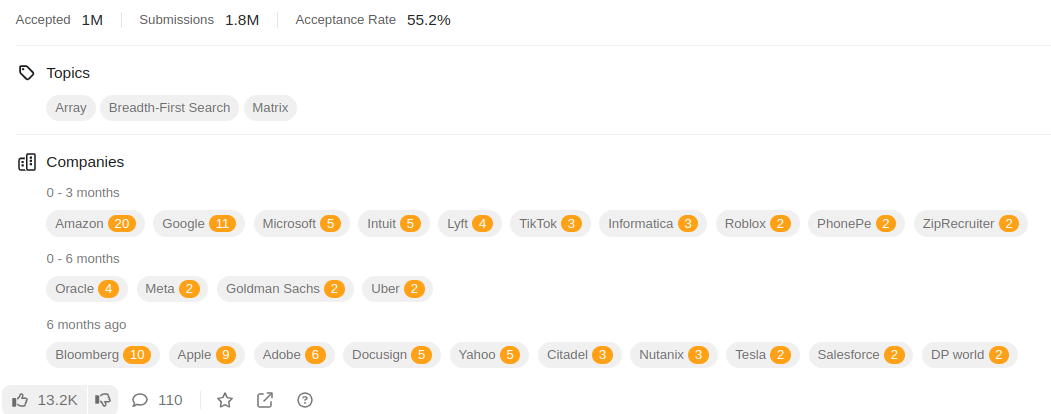 Accepted 1M Submissions 1.8M Acceptance Rate 55.2%
Topics
Array Breadth-First Search Matrix
Companies
0 - 3 months
Amazon 20 Google 11 Microsoft 5 Intuit 5 Lyft 4 TikTok 3 Informatica 3 Roblox 2 PhonePe 2 ZipRecruiter 2
0 - 6 months
Oracle 4 Meta 2 Goldman Sachs 2 Uber 2
6 months ago
Bloomberg 10 Apple 9 Adobe 6 Docusign 5 Yahoo 5 Citadel 3 Nutanix 3 Tesla 2 Salesforce 2 DP world 2
13.2K 110